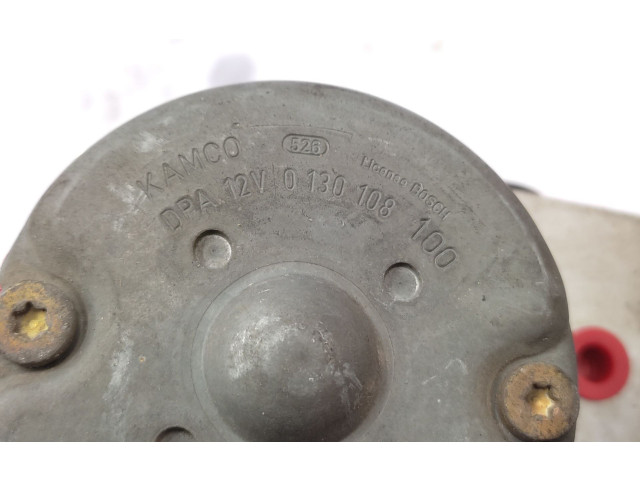 KAMCO 526 License BOSCH
DPA 12V 0 130 108 100